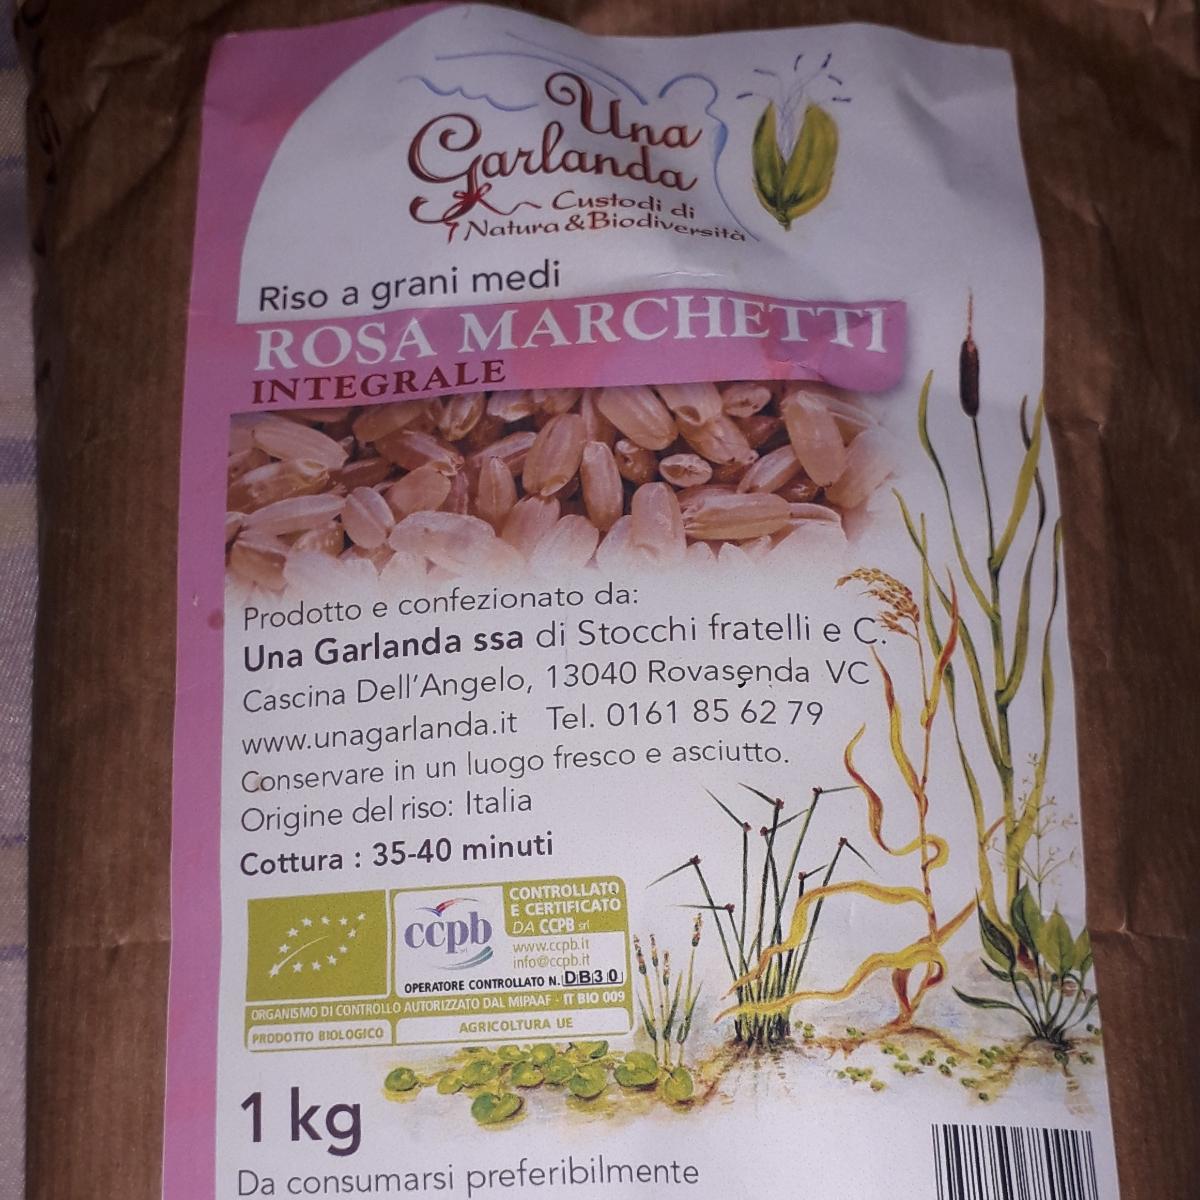 Una
Garlanda
Custodi di
Natura & Biodiversità
Riso a grani medi
ROSA MARCHETTI
INTEGRALE
Prodotto e confezionato da:
Una Garlanda ssa di Stocchi fratelli e C.
Cascina Dell'Angelo, 13040 Rovasenda VC
www.unagarlanda.it Tel. 0161 85 62 79
Conservare in un luogo fresco e asciutto.
Origine del riso: Italia
Cottura : 35-40 minuti
ccpb
srl
CONTROLLATO
E CERTIFICATO
DA CCPB srl
www.ccpb.it
info@ccpb.it
OPERATORE CONTROLLATO N. DB30
ORGANISMO DI CONTROLLO AUTORIZZATO DAL MIPAAF - IT BIO 009
PRODOTTO BIOLOGICO
AGRICOLTURA UE
1 kg
Da consumarsi preferibilmente